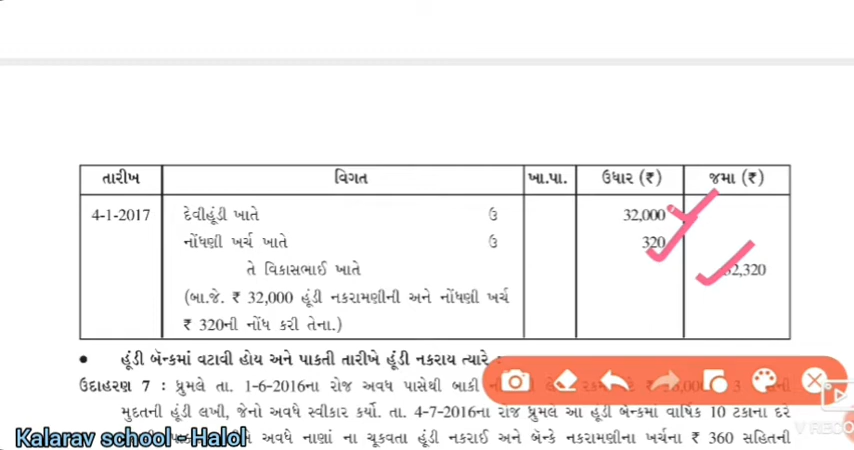 તારીખ વિગત ખા.પા. ઉધાર (₹) જમા (₹)
4-1-2017 દેવીહૂંડી ખાતે ઉ 32,000
નોંધણી ખર્ચ ખાતે ઉ 320
તે વિકાસભાઈ ખાતે 32,320
(બા.જે. ₹ 32,000 હૂંડી નકરામણીની અને નોંધણી ખર્ચ
₹ 320ની નોંધ કરી તેના.)
• હૂંડી બૅન્કમાં વટાવી હોય અને પાકતી તારીખે હૂંડી નકરાય ત્યારે :
ઉદાહરણ 7 : ધ્રુમલે તા. 1-6-2016ના રોજ અવધ પાસેથી બાકી
મુદતની હૂંડી લખી, જેનો અવધે સ્વીકાર કર્યો. તા. 4-7-2016ના રોજ ધ્રુમલે આ હૂંડી બૅન્કમાં વાર્ષિક 10 ટકાના દરે
અવધે નાણાં ના ચૂકવતા હૂંડી નકરાઈ અને બૅન્કે નકરામણીના ખર્ચના ₹ 360 સહિતની
Kalarav school - Halol
V RECO